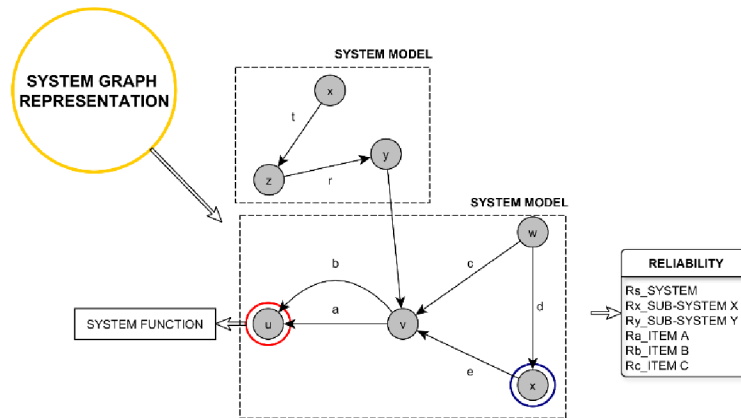 SYSTEM MODEL
SYSTEM GRAPH
REPRESENTATION
x
t
z
r
y
SYSTEM MODEL
w
b
c
a
d
u
v
e
x
SYSTEM FUNCTION
RELIABILITY
Rs_SYSTEM
Rx_SUB-SYSTEM X
Ry_SUB-SYSTEM Y
Ra_ITEM A
Rb_ITEM B
Rc_ITEM C